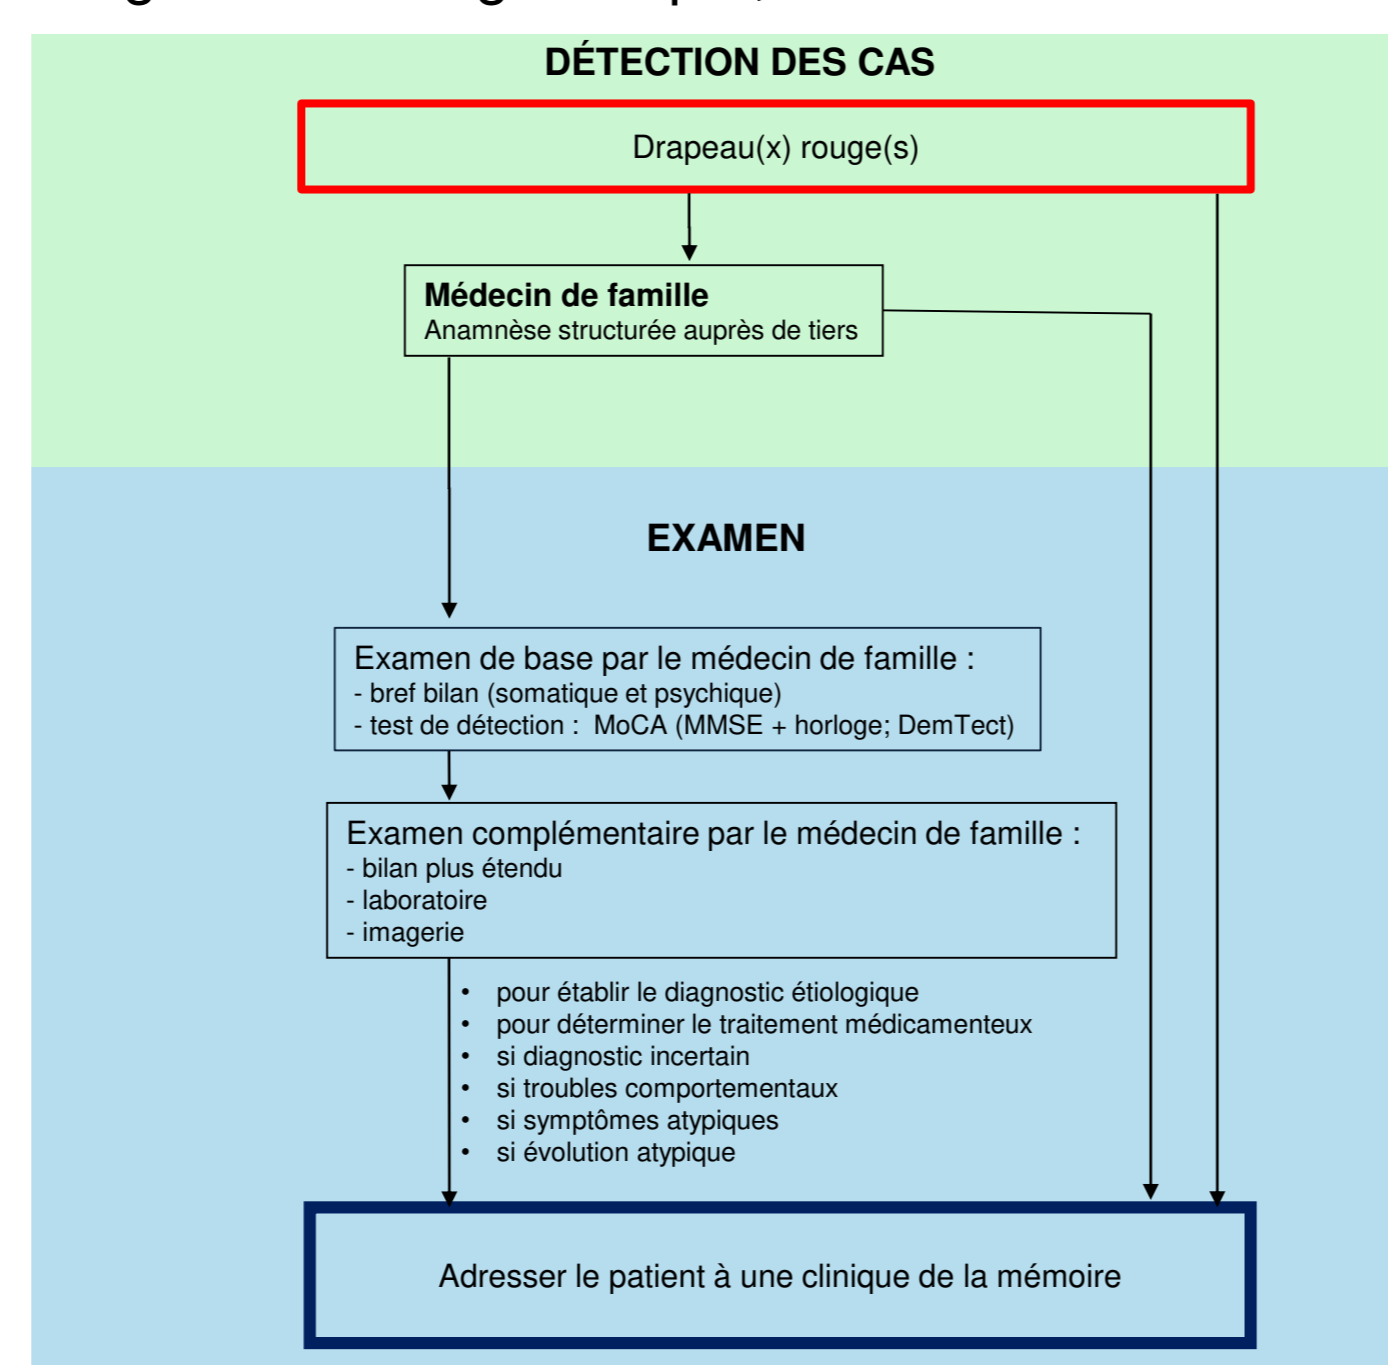 DÉTECTION DES CAS
Drapeau(x) rouge(s)
Médecin de famille
Anamnèse structurée auprès de tiers
EXAMEN
Examen de base par le médecin de famille :
- bref bilan (somatique et psychique)
- test de détection : MoCA (MMSE + horloge; DemTect)
Examen complémentaire par le médecin de famille :
- bilan plus étendu
- laboratoire
- imagerie
• pour établir le diagnostic étiologique
• pour déterminer le traitement médicamenteux
• si diagnostic incertain
• si troubles comportementaux
• si symptômes atypiques
• si évolution atypique
Adresser le patient à une clinique de la mémoire